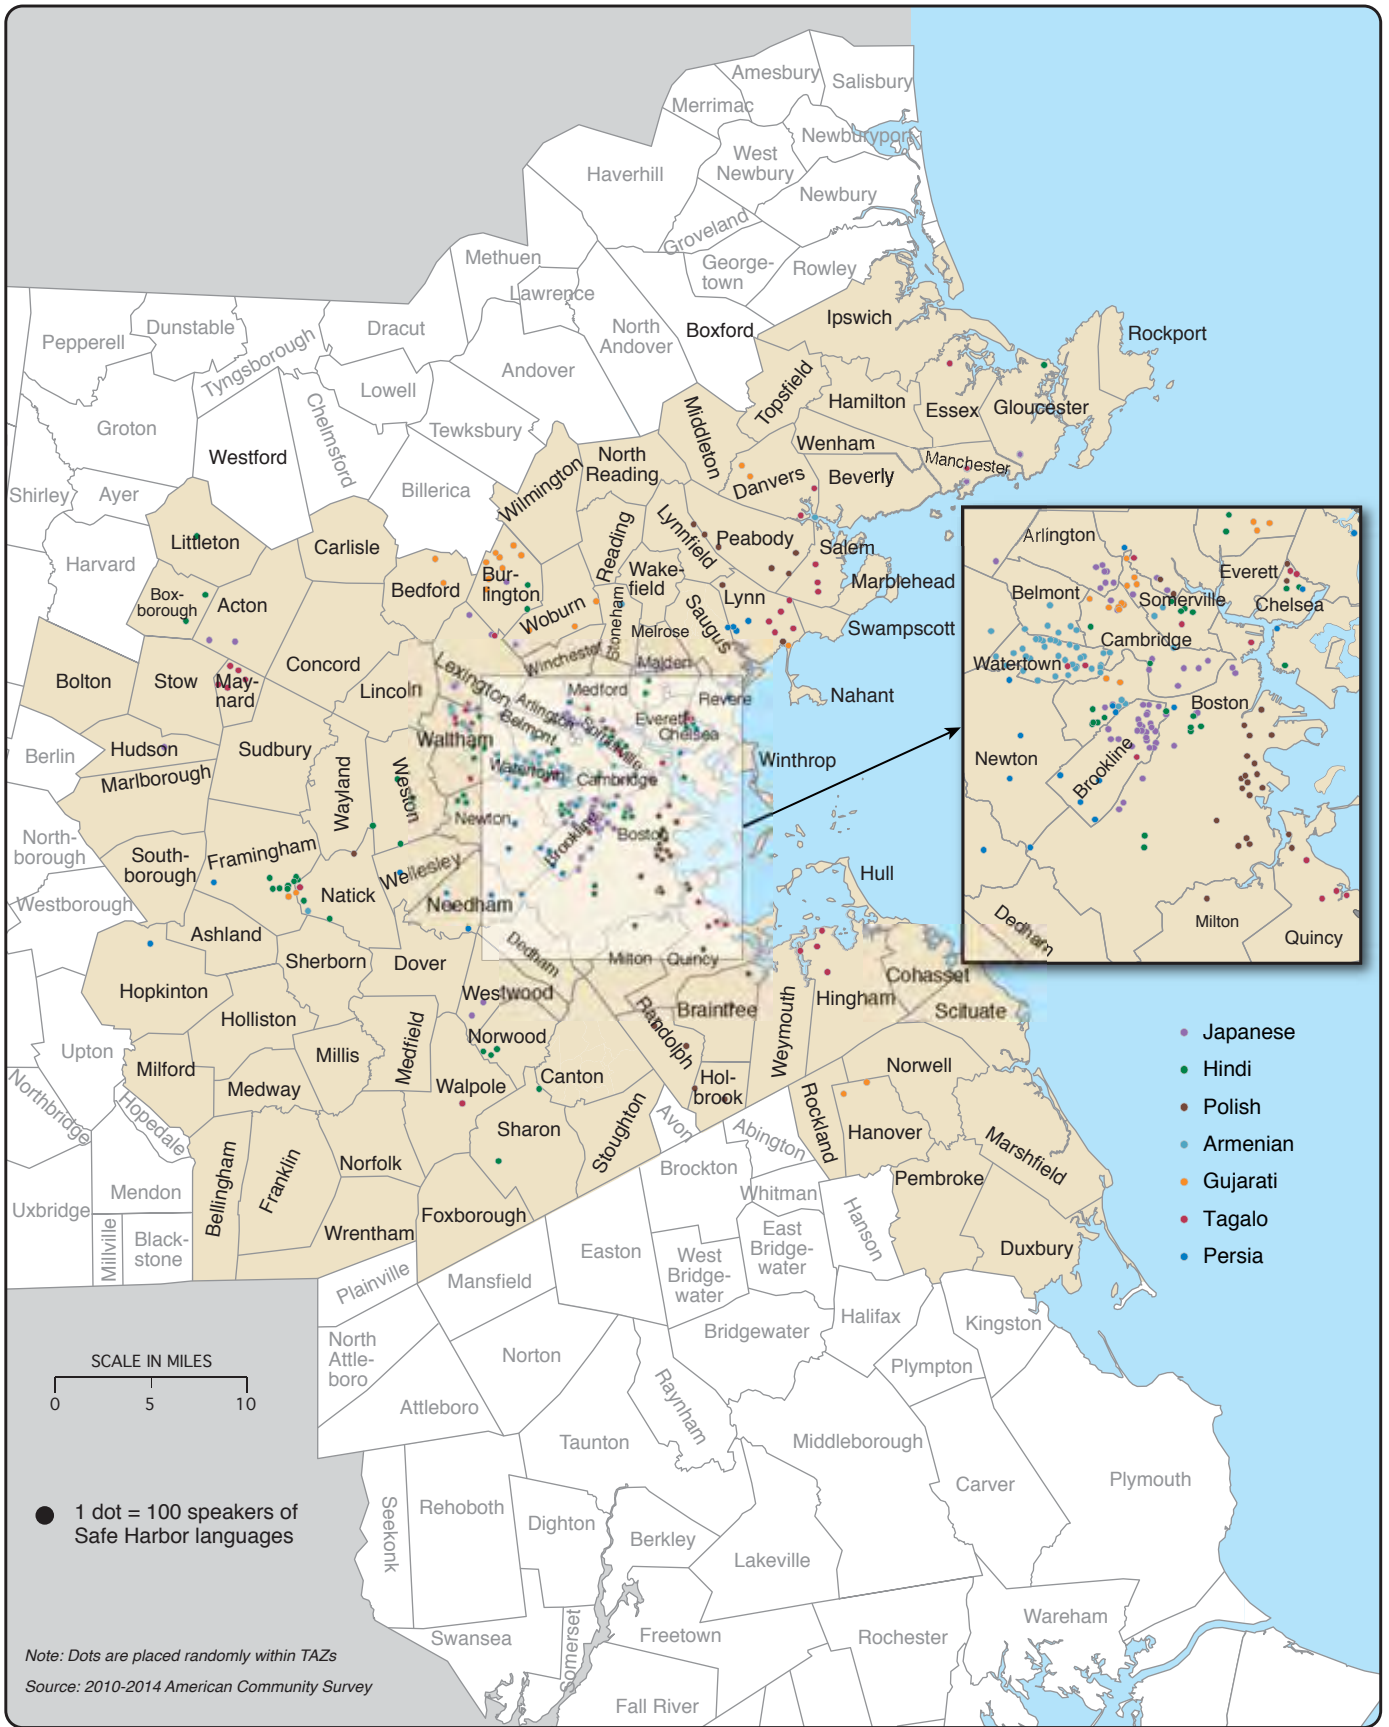 Amesbury
Salisbury
Merrimac
Newburyport
West
Newbury
Haverhill
Newbury
Groveland
Methuen
George-
town
Rowley
Lawrence
Ipswich
Rockport
Pepperell
Dunstable
Tyngsborough
Dracut
North
Andover
Boxford
Andover
Lowell
Topsfield
Hamilton
Essex
Gloucester
Groton
Chelmsford
Tewksbury
Middleton
Wenham
Westford
North
Reading
Manchester
Shirley
Ayer
Billerica
Wilmington
Danvers
Beverly
Littleton
Carlisle
Reading
Lynnfield
Peabody
Salem
Harvard
Box-
borough
Acton
Bedford
Bur-
lington
Wake-
field
Marblehead
Woburn
Stoneham
Melrose
Saugus
Lynn
Swampscott
Winchester
Malden
Concord
Bolton
Stow
May-
nard
Lincoln
Lexington
Arlington
Medford
Revere
Nahant
Belmont
Somerville
Everett
Chelsea
Berlin
Hudson
Sudbury
Waltham
Winthrop
Marlborough
Wayland
Weston
Watertown
Cambridge
North-
borough
Newton
Brookline
Boston
South-
borough
Framingham
Wellesley
Hull
Westborough
Natick
Needham
Ashland
Dedham
Milton
Quincy
Sherborn
Dover
Hopkinton
Westwood
Randolph
Braintree
Weymouth
Hingham
Cohasset
Scituate
Holliston
Medfield
Norwood
Upton
Milford
Millis
Norwell
Medway
Walpole
Canton
Hol-
brook
Northbridge
Hopedale
Sharon
Stoughton
Avon
Abington
Rockland
Hanover
Marshfield
Bellingham
Franklin
Norfolk
Brockton
Pembroke
Uxbridge
Mendon
Whitman
Millville
Black-
stone
Wrentham
Foxborough
Easton
West
Bridge-
water
East
Bridge-
water
Hanson
Duxbury
Plainville
Mansfield
Halifax
Kingston
North
Attle-
boro
Norton
Bridgewater
Plympton
Attleboro
Raynham
Taunton
Middleborough
Carver
Plymouth
Seekonk
Rehoboth
Dighton
Berkley
Lakeville
Swansea
Somerset
Freetown
Rochester
Wareham
Fall River
Arlington
Everett
Belmont
Somerville
Chelsea
Cambridge
Watertown
Boston
Newton
Brookline
Dedham
Milton
Quincy
Japanese
Hindi
Polish
Armenian
Gujarati
Tagalo
Persia
SCALE IN MILES
0 5 10
1 dot = 100 speakers of
Safe Harbor languages
Note: Dots are placed randomly within TAZs
Source: 2010-2014 American Community Survey